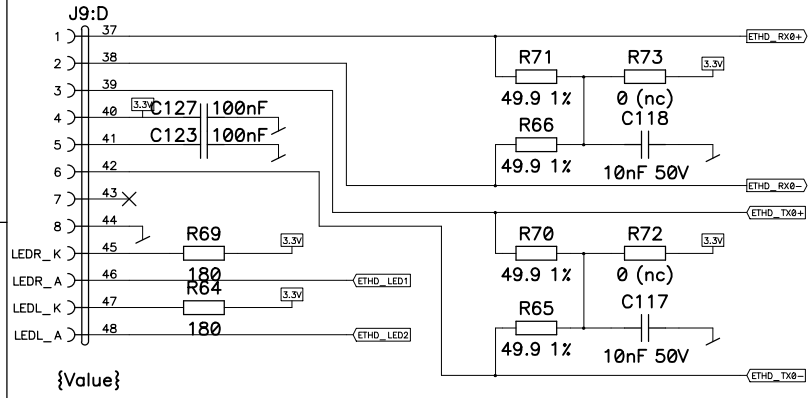 J9:D
1 37 ETHD_RX0+
2 38
3 39
4 40 3.3V C127 100nF
5 41 C123 100nF
6 42
7 43
8 44
LEDR_K 45 R69 180 3.3V
LEDR_A 46 ETHD_LED1
LEDL_K 47 R64 180 3.3V
LEDL_A 48 ETHD_LED2
{Value}
R71 49.9 1%
R73 0 (nc) 3.3V
R66 49.9 1%
C118 10nF 50V
ETHD_RX0-
ETHD_TX0+
R70 49.9 1%
R72 0 (nc) 3.3V
R65 49.9 1%
C117 10nF 50V
ETHD_TX0-